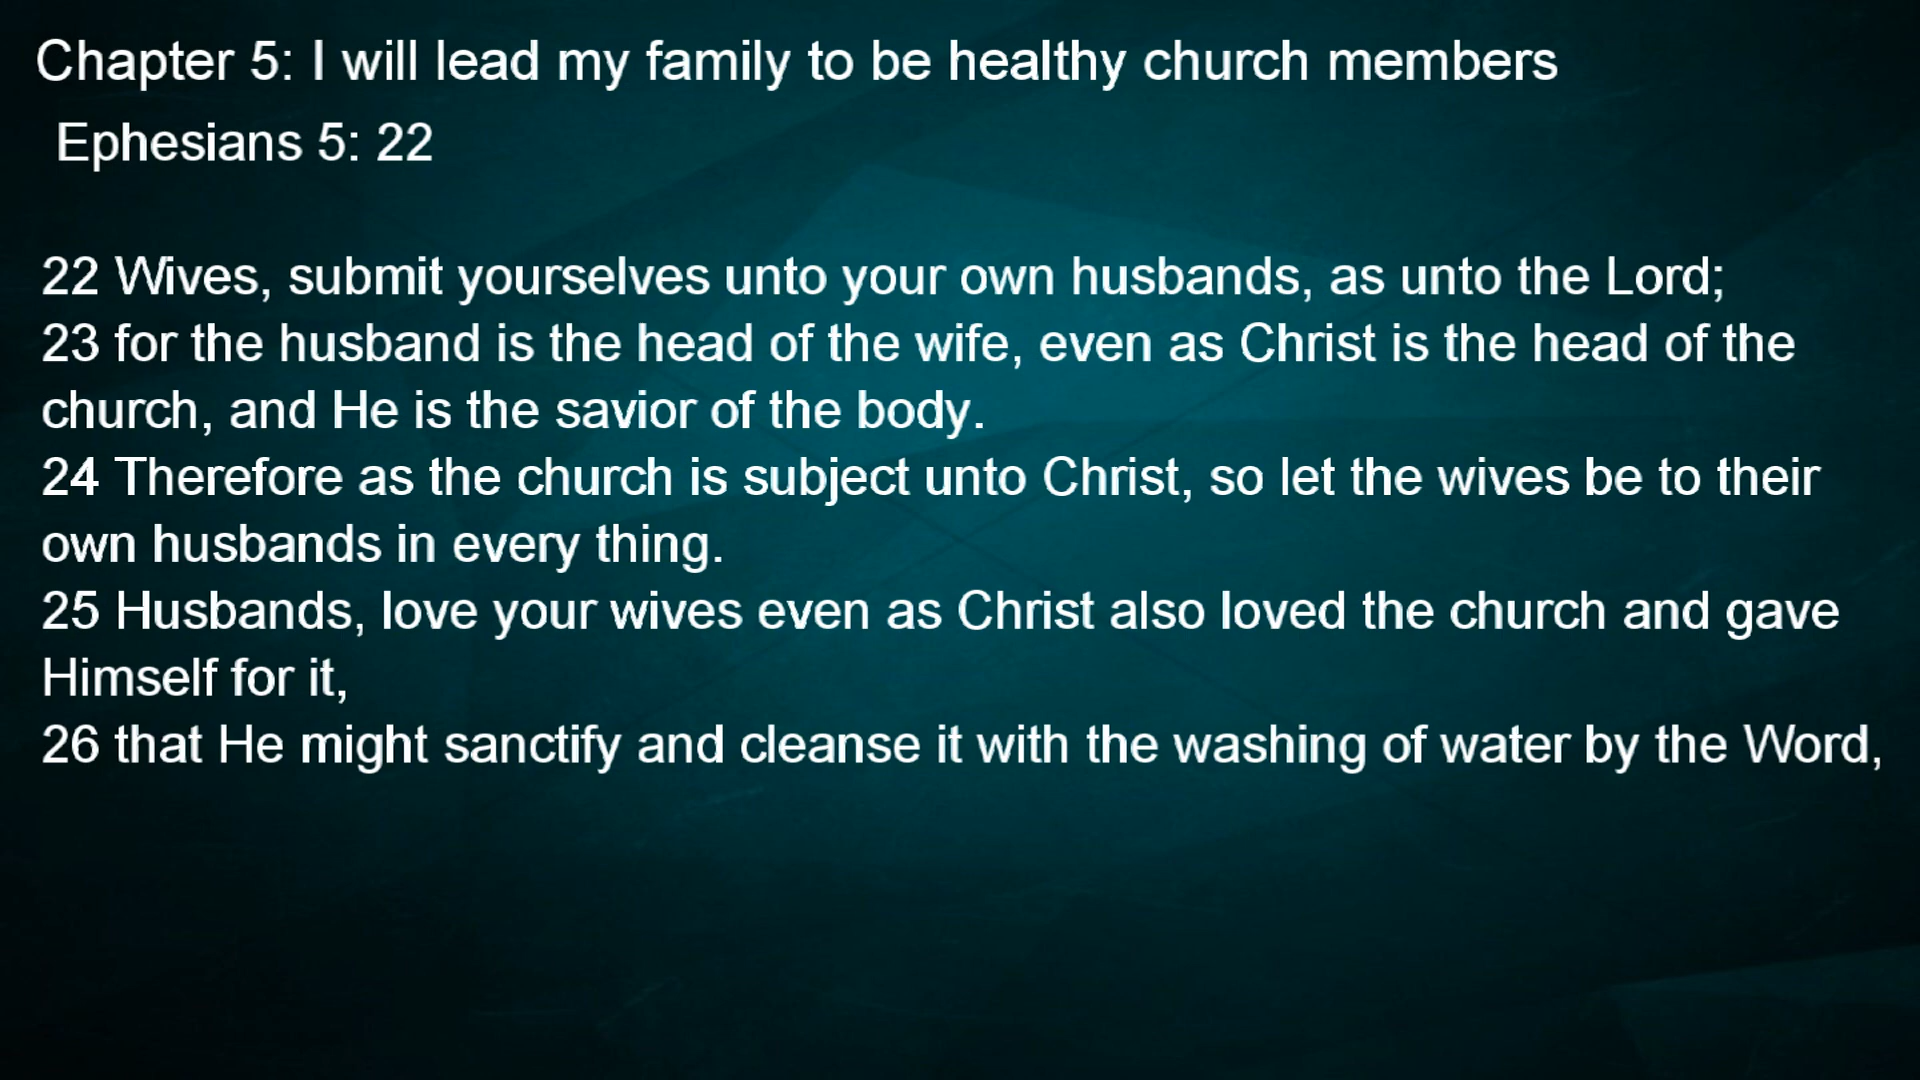 Chapter 5: I will lead my family to be healthy church members
Ephesians 5: 22
22 Wives, submit yourselves unto your own husbands, as unto the Lord;
23 for the husband is the head of the wife, even as Christ is the head of the
church, and He is the savior of the body.
24 Therefore as the church is subject unto Christ, so let the wives be to their
own husbands in every thing.
25 Husbands, love your wives even as Christ also loved the church and gave
Himself for it,
26 that He might sanctify and cleanse it with the washing of water by the Word,